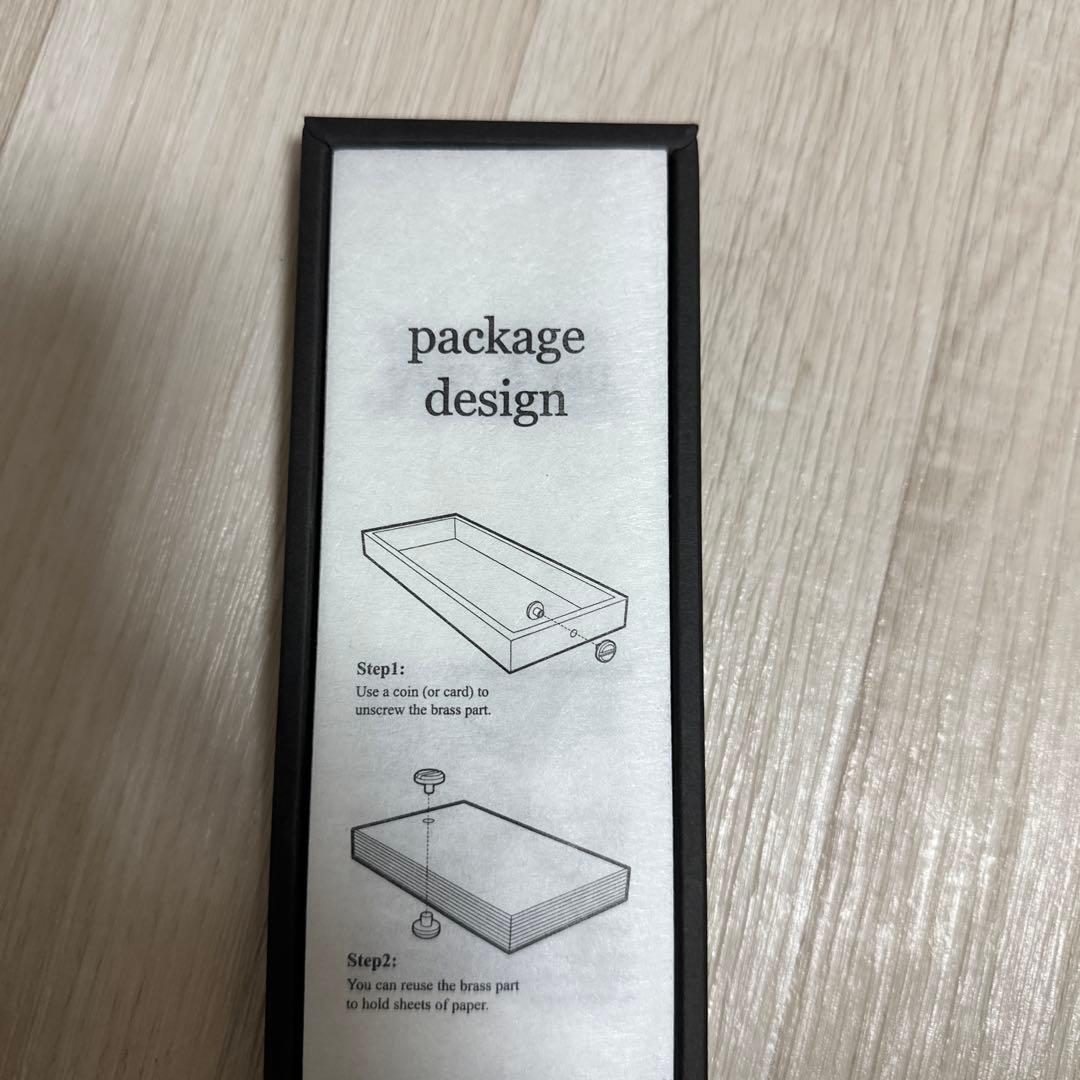 package
design
Step1:
Use a coin (or card) to
unscrew the brass part.
Step2:
You can reuse the brass part
to hold sheets of paper.